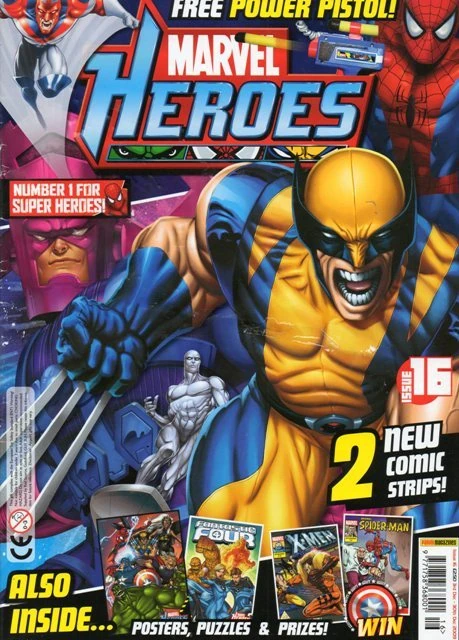 FREE POWER PISTOL!
MARVEL
HEROES
NUMBER 1 FOR
SUPER HEROES!
ISSUE 16
2 NEW
COMIC
STRIPS!
FANTASTIC
FOUR
X-MEN
SPIDER-MAN
CE
ALSO
INSIDE...
POSTERS, PUZZLES & PRIZES!
WIN